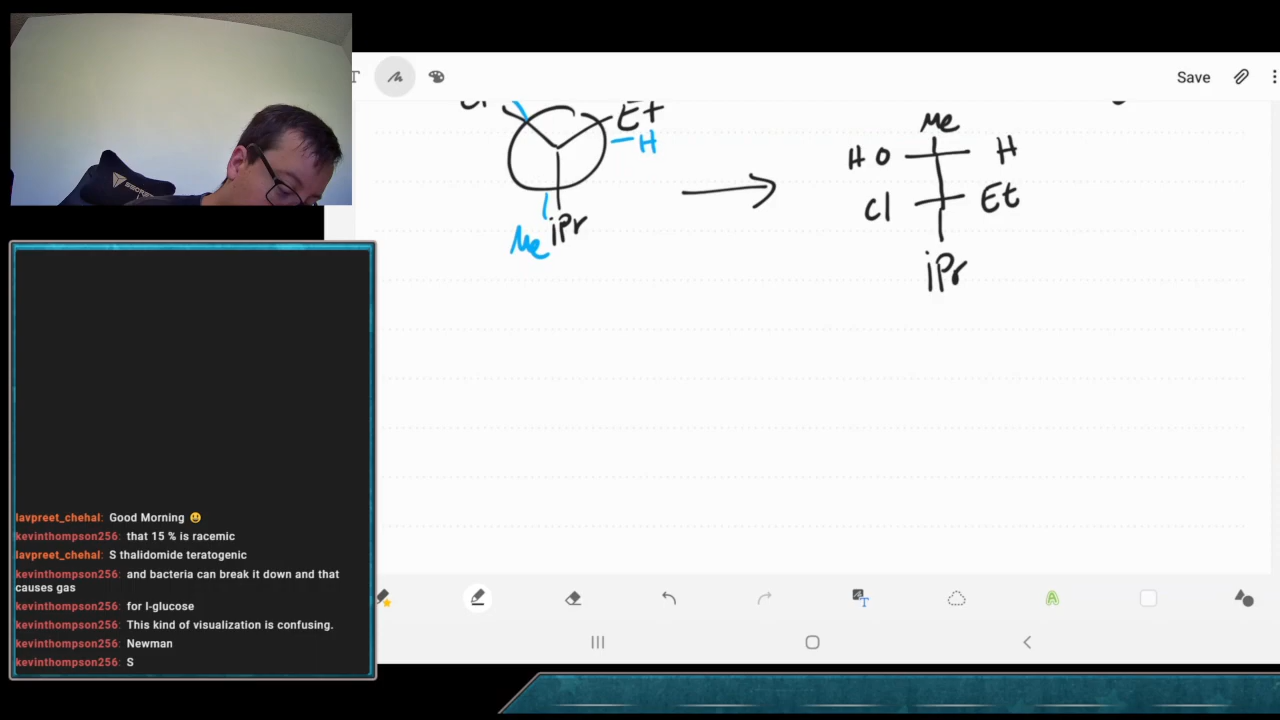 T
Save
Cl
Et
H
Me
iPr
Me
HO
H
Cl
Et
iPr
lavpreet_chehal: Good Morning 😃
kevinthompson256: that 15 % is racemic
lavpreet_chehal: S thalidomide teratogenic
kevinthompson256: and bacteria can break it down and that
causes gas
kevinthompson256: for l-glucose
kevinthompson256: This kind of visualization is confusing.
kevinthompson256: Newman
kevinthompson256: S